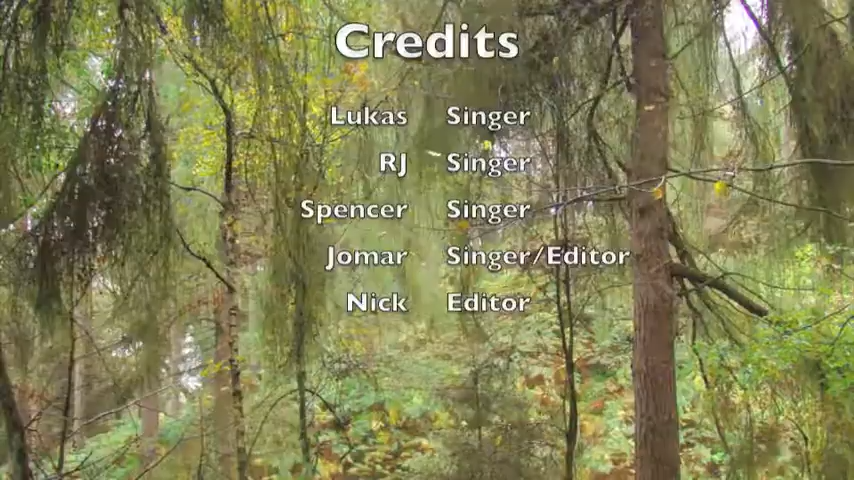 Credits
Lukas Singer
RJ Singer
Spencer Singer
Jomar Singer/Editor
Nick Editor